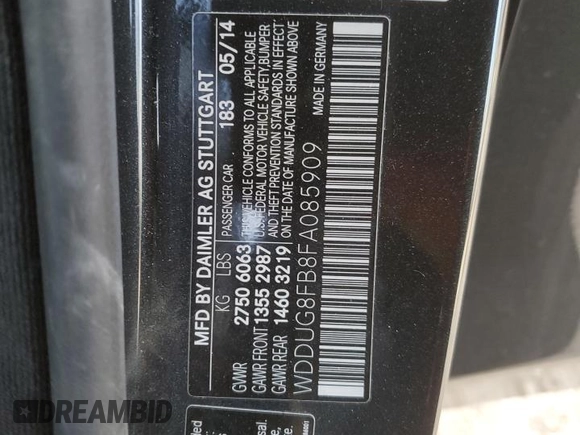 MFD BY DAIMLER AG STUTTGART
KG LBS PASSENGER CAR 183 05/14
GVWR 2750 6063 THIS VEHICLE CONFORMS TO ALL APPLICABLE
GAWR FRONT 1355 2987 U.S. FEDERAL MOTOR VEHICLE SAFETY, BUMPER
GAWR REAR 1460 3219 AND THEFT PREVENTION STANDARDS IN EFFECT
ON THE DATE OF MANUFACTURE SHOWN ABOVE
WDDUG8FB8FA085909 MADE IN GERMANY
DREAMBID